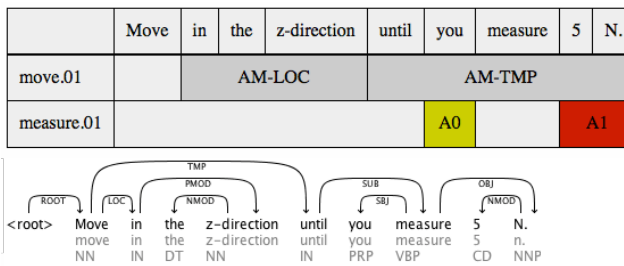 Move in the z-direction until you measure 5 N.
move.01 AM-LOC AM-TMP
measure.01 A0 A1
TMP
PMOD SUB OBJ
ROOT LOC NMOD SBJ NMOD
<root> Move in the z-direction until you measure 5 N.
move in the z-direction until you measure 5 n.
NN IN DT NN IN PRP VBP CD NNP